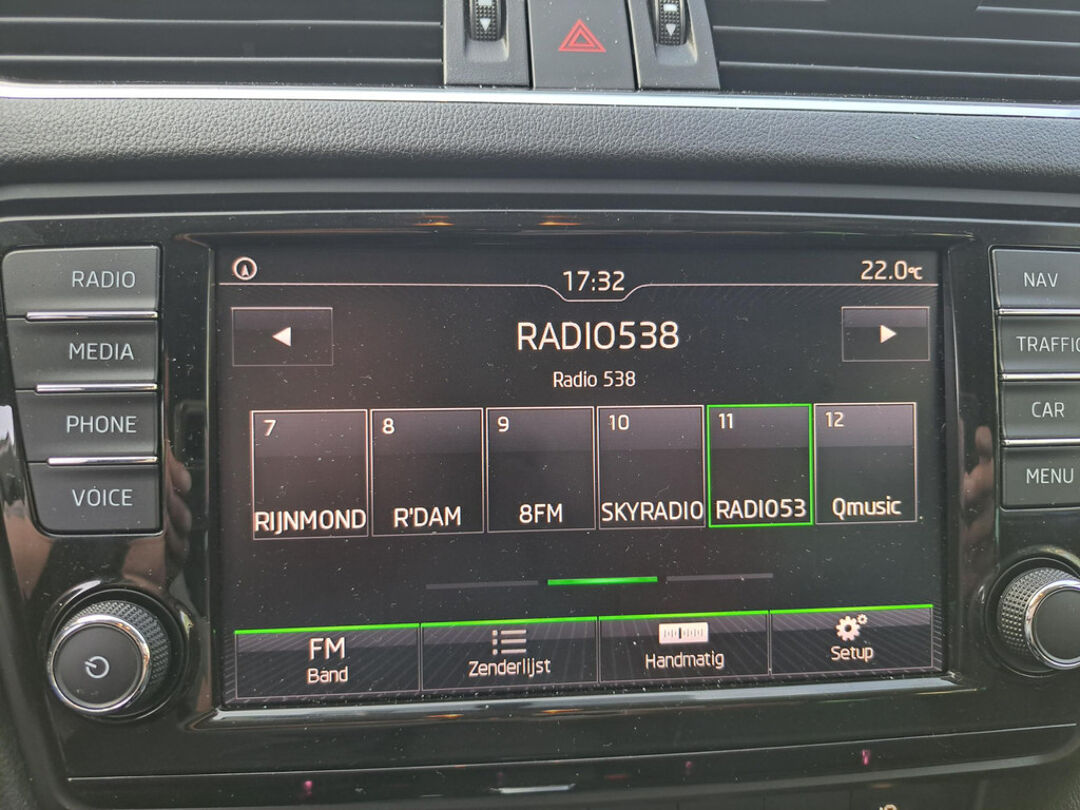 RADIO
MEDIA
PHONE
VOICE
17:32
22.0°C
RADIO538
Radio 538
7
RIJNMOND
8
R'DAM
9
8FM
10
SKYRADIO
11
RADIO53
12
Qmusic
FM
Band
Zenderlijst
Handmatig
Setup
NAV
TRAFFIC
CAR
MENU